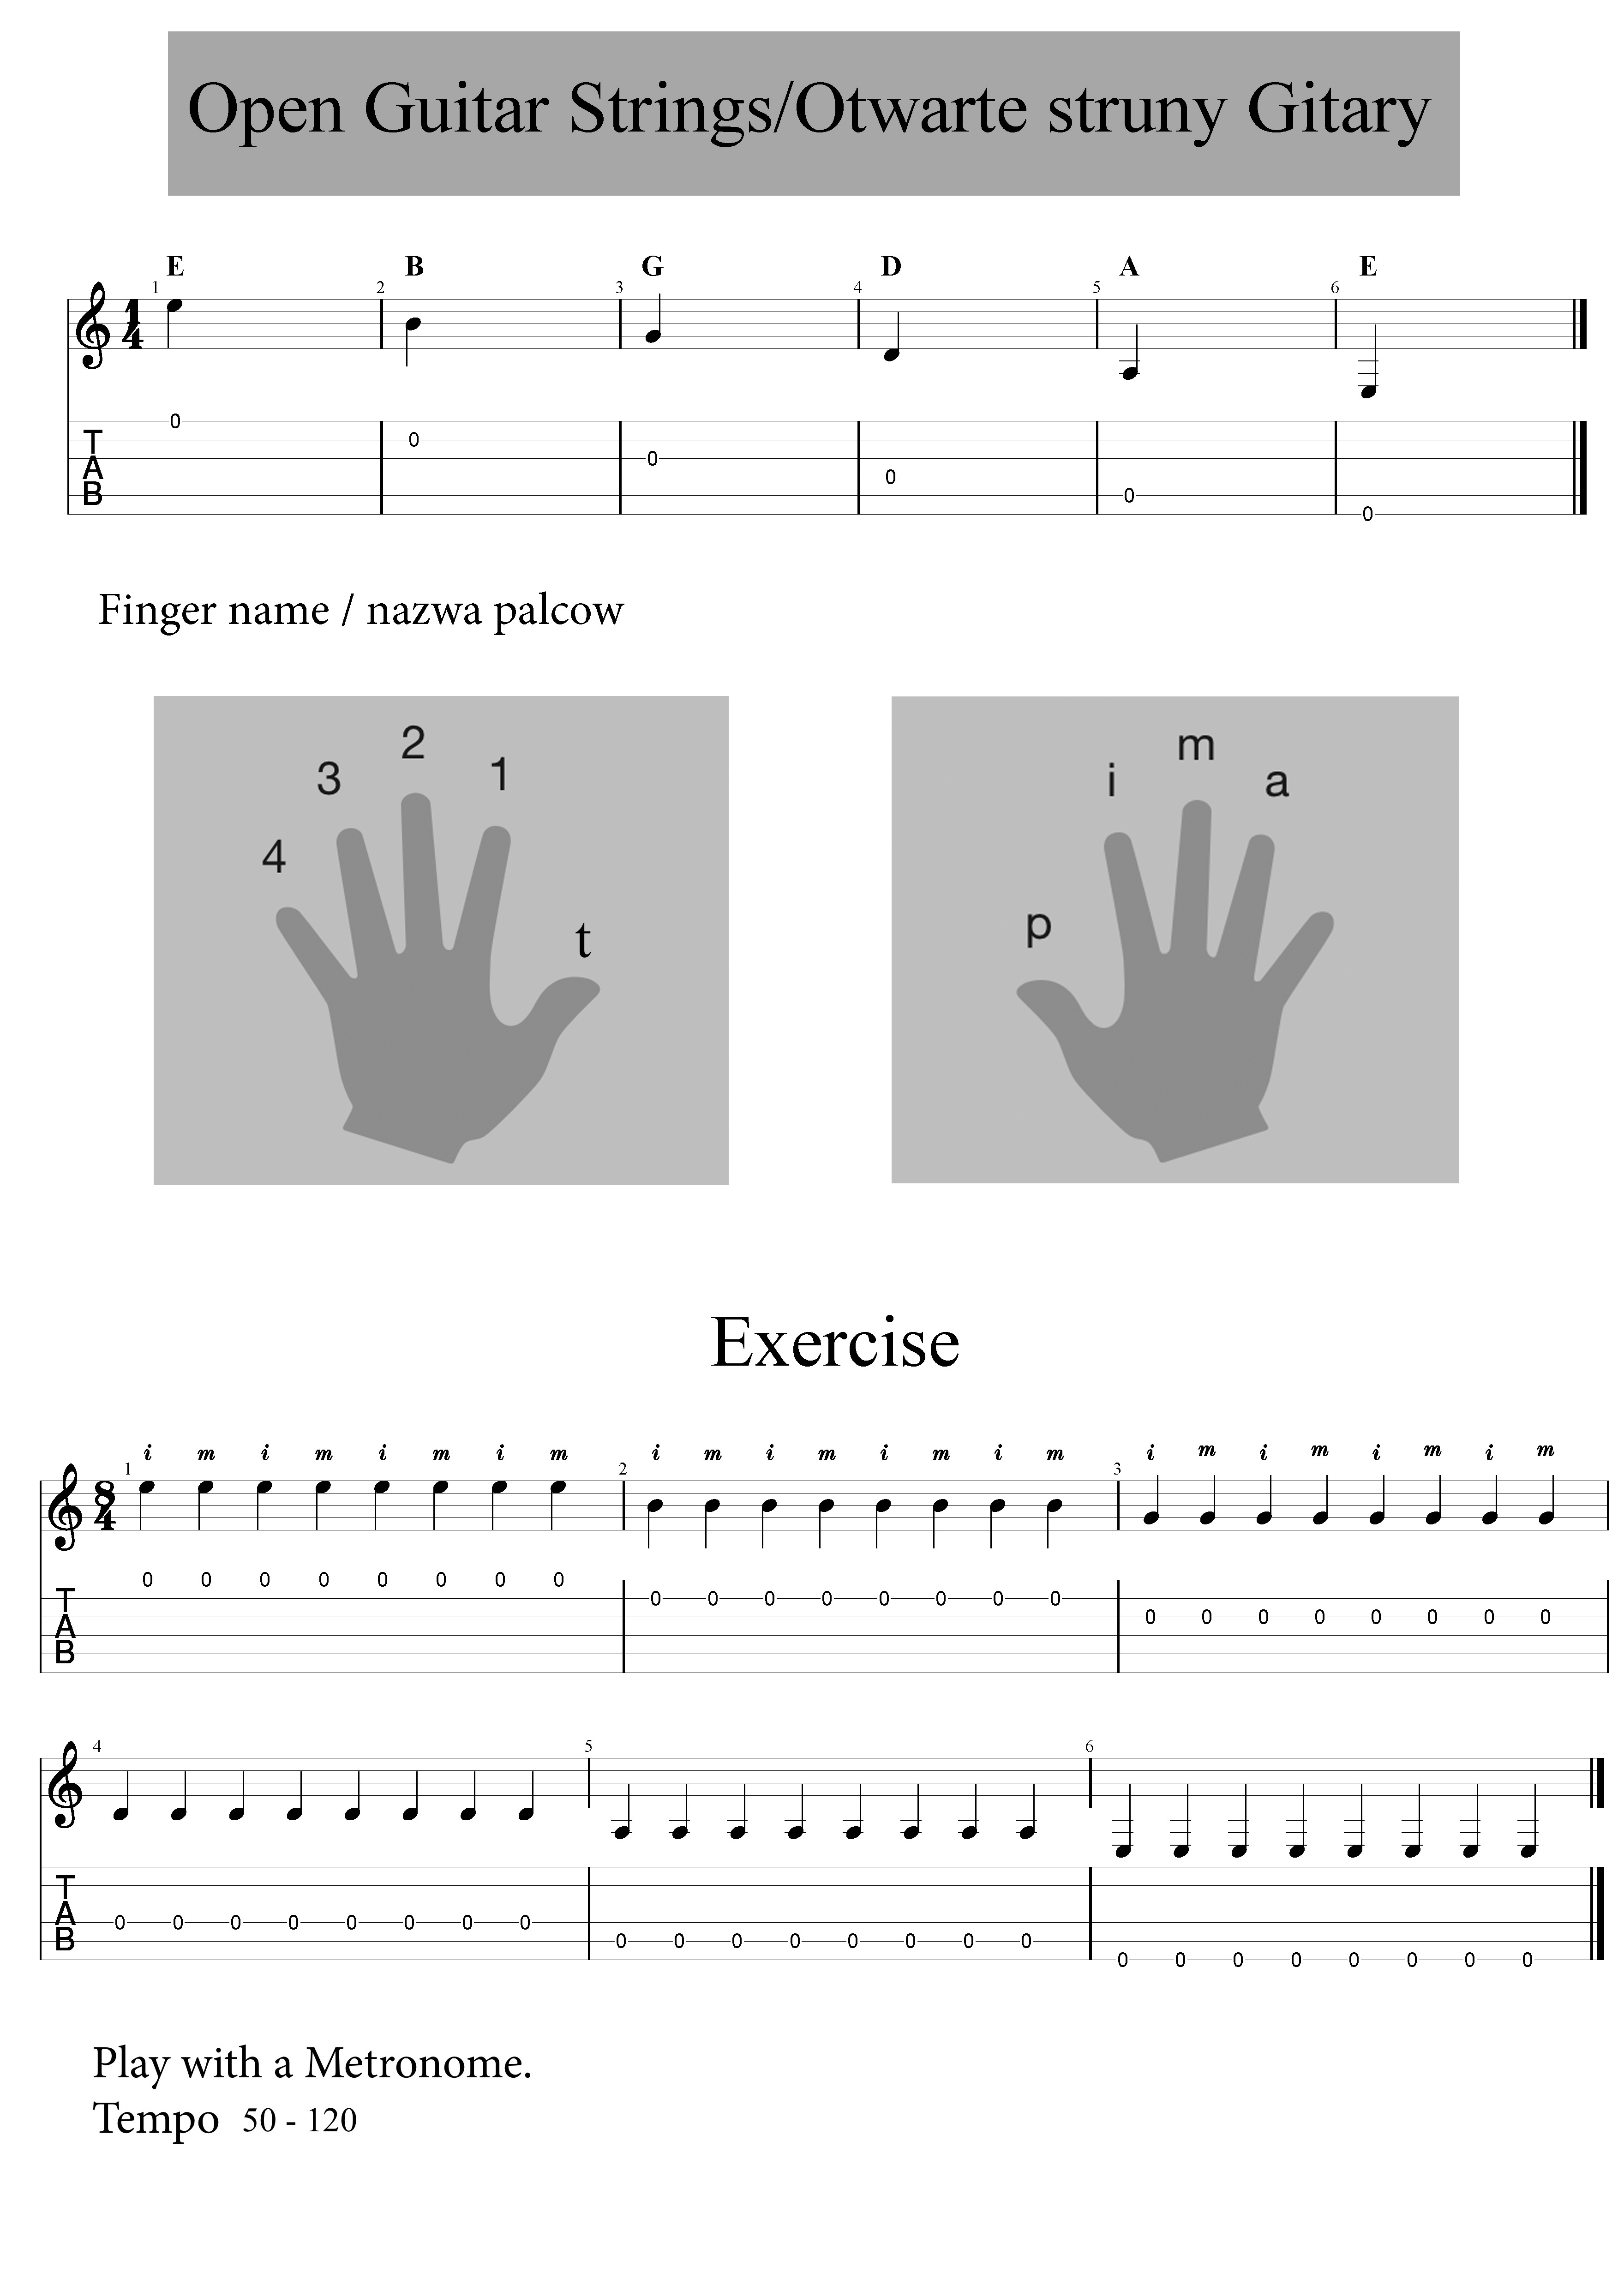 Open Guitar Strings/Otwarte struny Gitary
E B G D A E
1 2 3 4 5 6
1
4
0 0 0 0 0 0
T
A
B
Finger name / nazwa palcow
4 3 2 1 t
p i m a
Exercise
i m i m i m i m i m i m i m i m i m i m i m i m
1 2 3
8
4
0 0 0 0 0 0 0 0 0 0 0 0 0 0 0 0 0 0 0 0 0 0 0 0
T
A
B
4 5 6
0 0 0 0 0 0 0 0 0 0 0 0 0 0 0 0 0 0 0 0 0 0 0 0
T
A
B
Play with a Metronome.
Tempo 50 - 120